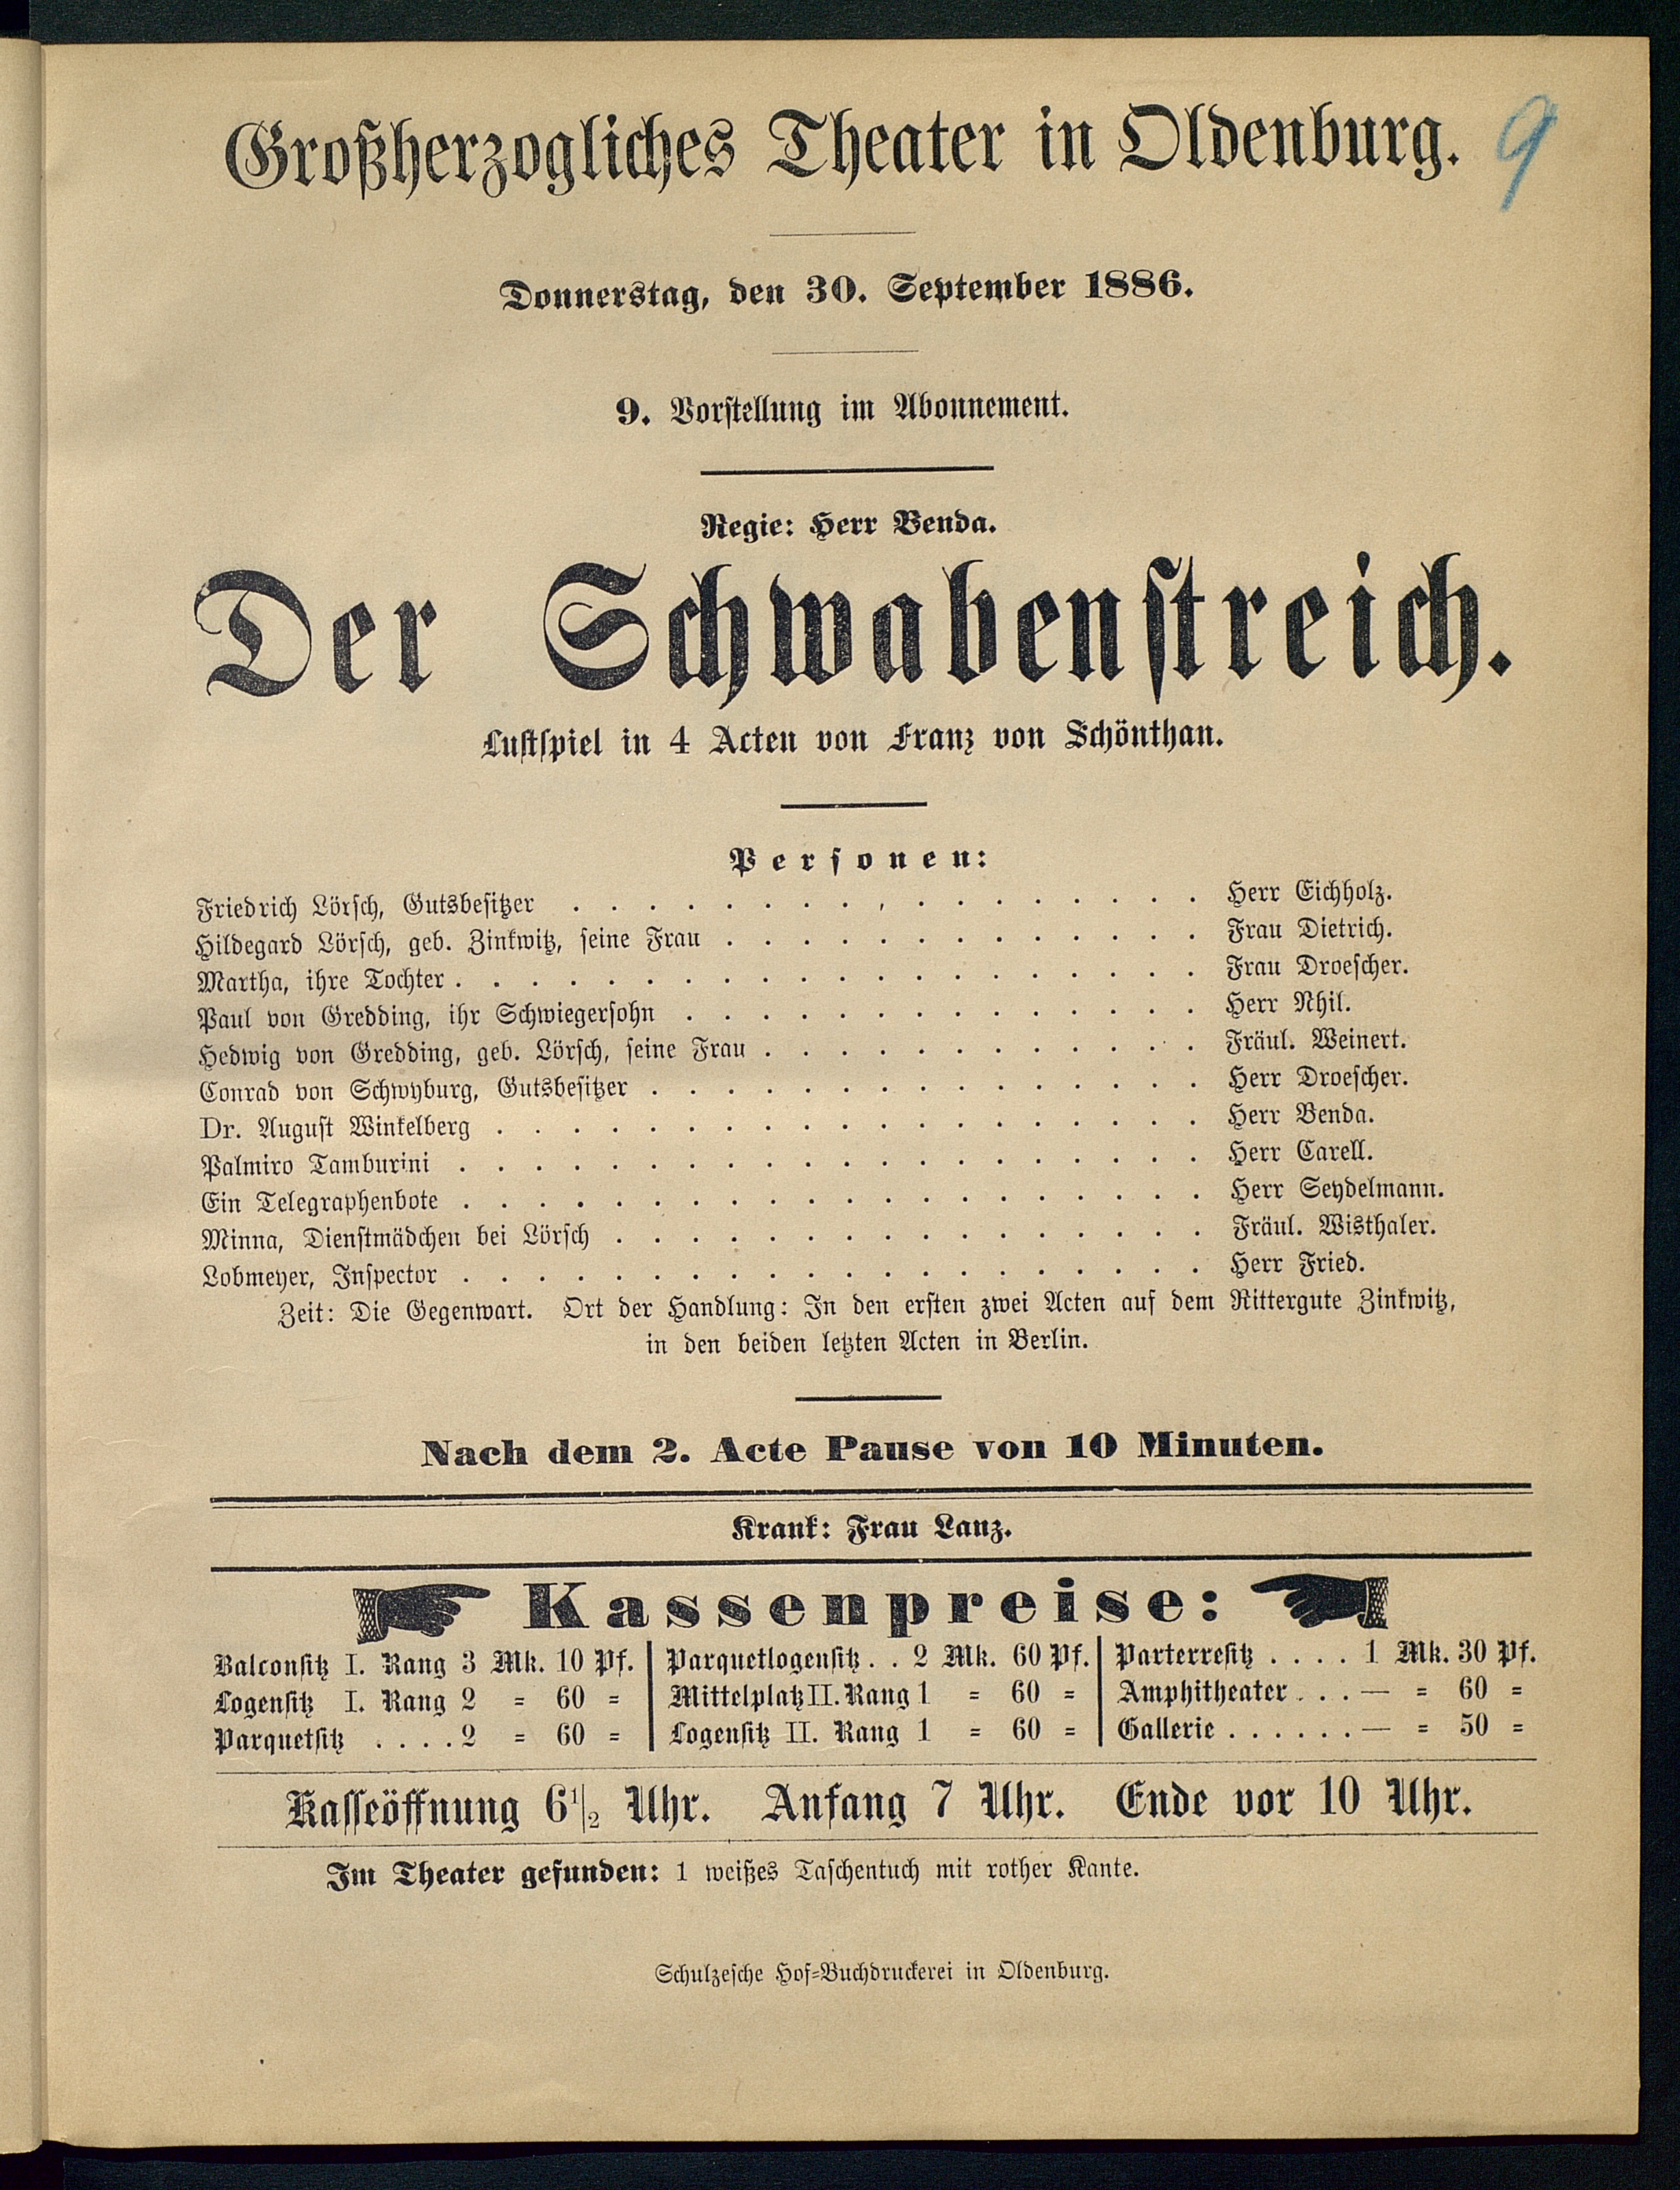 Großherzogliches Theater in Oldenburg.
9
Donnerstag, den 30. September 1886.
9. Vorstellung im Abonnement.
Regie: Herr Benda.
Der Schwabenstreich.
Lustspiel in 4 Acten von Franz von Schönthan.
Personen:
Friedrich Lörsch, Gutsbesitzer . . . . . . . . . . . . . . . . . Herr Eichholz.
Hildegard Lörsch, geb. Zinkwitz, seine Frau . . . . . . . . . . . . . Frau Dietrich.
Martha, ihre Tochter . . . . . . . . . . . . . . . . . . . . Frau Droescher.
Paul von Gredding, ihr Schwiegersohn . . . . . . . . . . . . . . Herr Nhil.
Hedwig von Gredding, geb. Lörsch, seine Frau . . . . . . . . . . . . Fräul. Weinert.
Conrad von Schwyburg, Gutsbesitzer . . . . . . . . . . . . . . . Herr Droescher.
Dr. August Winkelberg . . . . . . . . . . . . . . . . . . . Herr Benda.
Palmiro Tamburini . . . . . . . . . . . . . . . . . . . . Herr Carell.
Ein Telegraphenbote . . . . . . . . . . . . . . . . . . . . Herr Seydelmann.
Minna, Dienstmädchen bei Lörsch . . . . . . . . . . . . . . . . Fräul. Wisthaler.
Lobmeyer, Inspector . . . . . . . . . . . . . . . . . . . . Herr Fried.
Zeit: Die Gegenwart. Ort der Handlung: In den ersten zwei Acten auf dem Rittergute Zinkwitz,
in den beiden letzten Acten in Berlin.
Nach dem 2. Acte Pause von 10 Minuten.
Krank: Frau Lanz.
Kassenpreise:
Balconsitz I. Rang 3 Mk. 10 Pf. | Parquetlogensitz . . 2 Mk. 60 Pf. | Parterresitz . . . . 1 Mk. 30 Pf.
Logensitz I. Rang 2 = 60 = | Mittelplatz II. Rang 1 = 60 = | Amphitheater . . . — = 60 =
Parquetsitz . . . . 2 = 60 = | Logensitz II. Rang 1 = 60 = | Gallerie . . . . . . — = 50 =
Kasseöffnung 6 1/2 Uhr. Anfang 7 Uhr. Ende vor 10 Uhr.
Im Theater gefunden: 1 weißes Taschentuch mit rother Kante.
Schulzesche Hof=Buchdruckerei in Oldenburg.